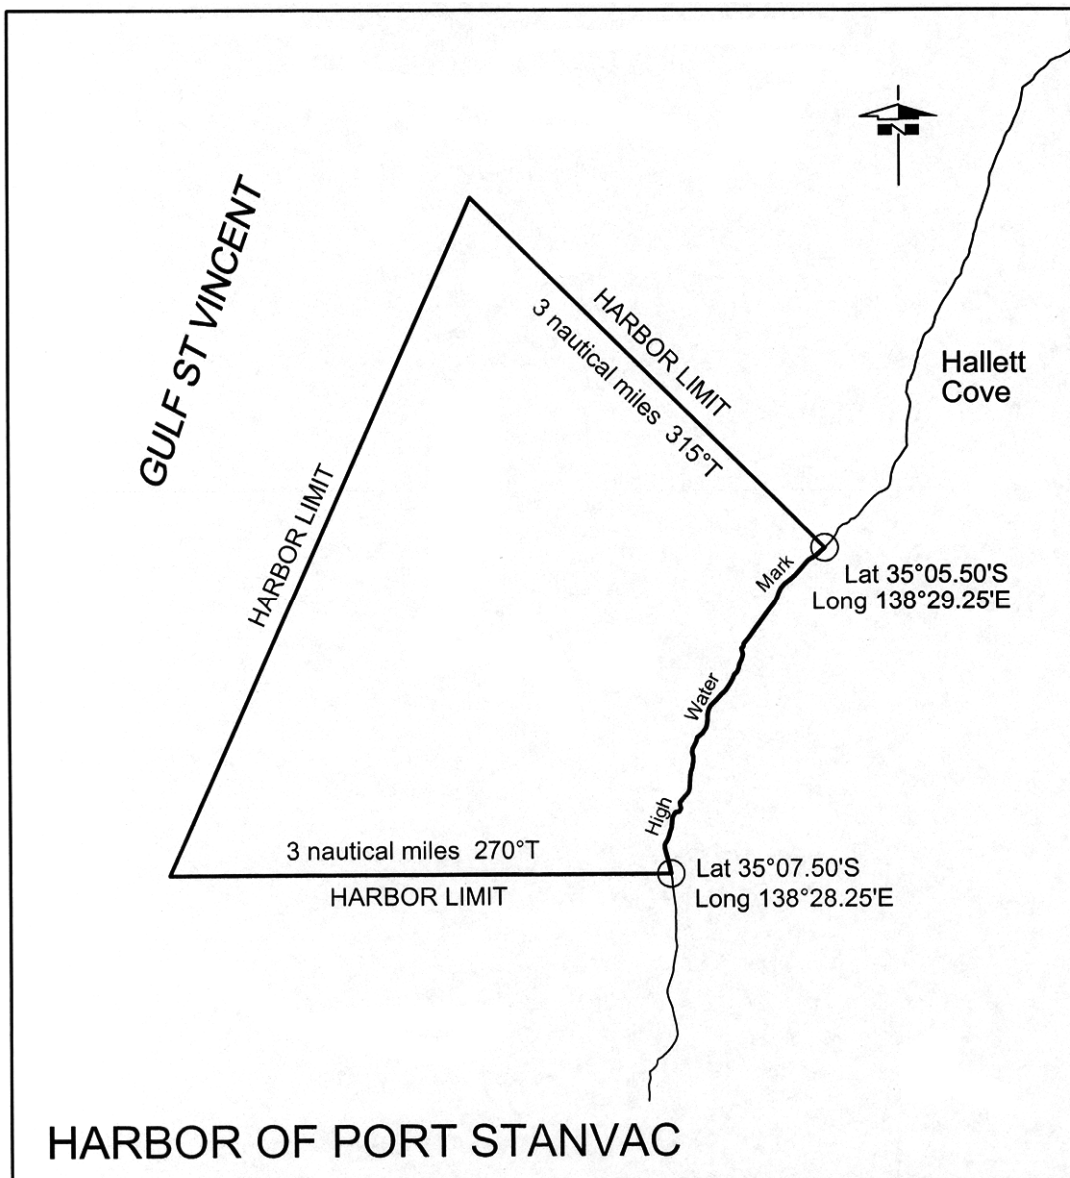 N
GULF ST VINCENT
HARBOR LIMIT
3 nautical miles 315°T
Hallett
Cove
HARBOR LIMIT
Mark
Lat 35°05.50'S
Long 138°29.25'E
Water
High
3 nautical miles 270°T
HARBOR LIMIT
Lat 35°07.50'S
Long 138°28.25'E
HARBOR OF PORT STANVAC